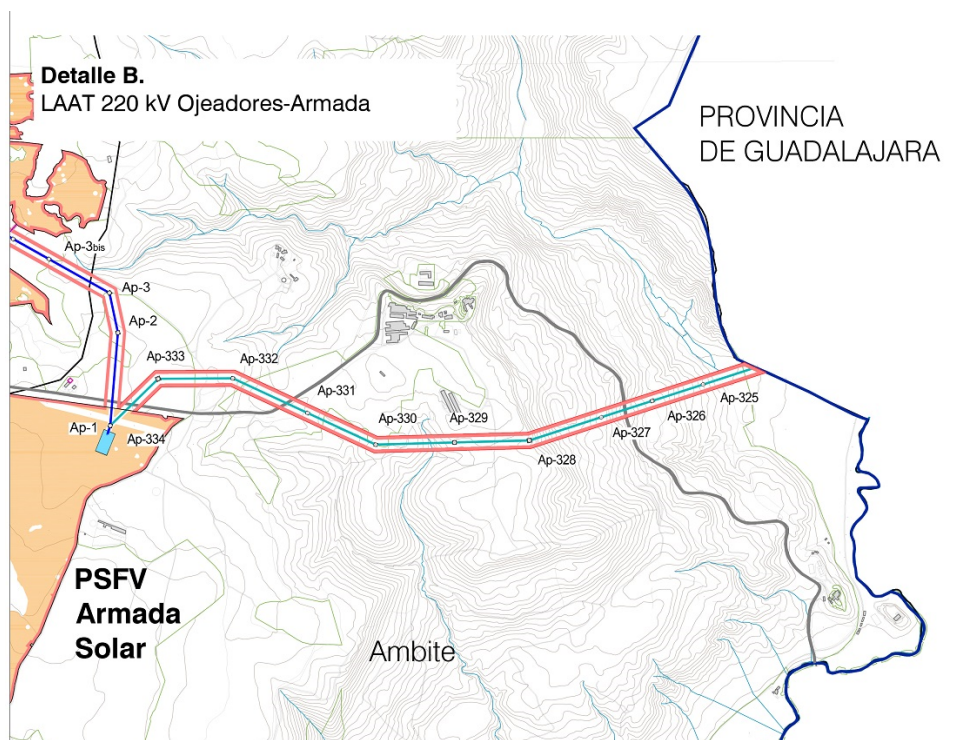 Detalle B.
LAAT 220 kV Ojeadores-Armada
PROVINCIA
DE GUADALAJARA
Ap-3bis
Ap-3
Ap-2
Ap-333
Ap-332
Ap-331
Ap-330
Ap-329
Ap-325
Ap-326
Ap-327
Ap-328
Ap-1
Ap-334
PSFV
Armada
Solar
Ambite